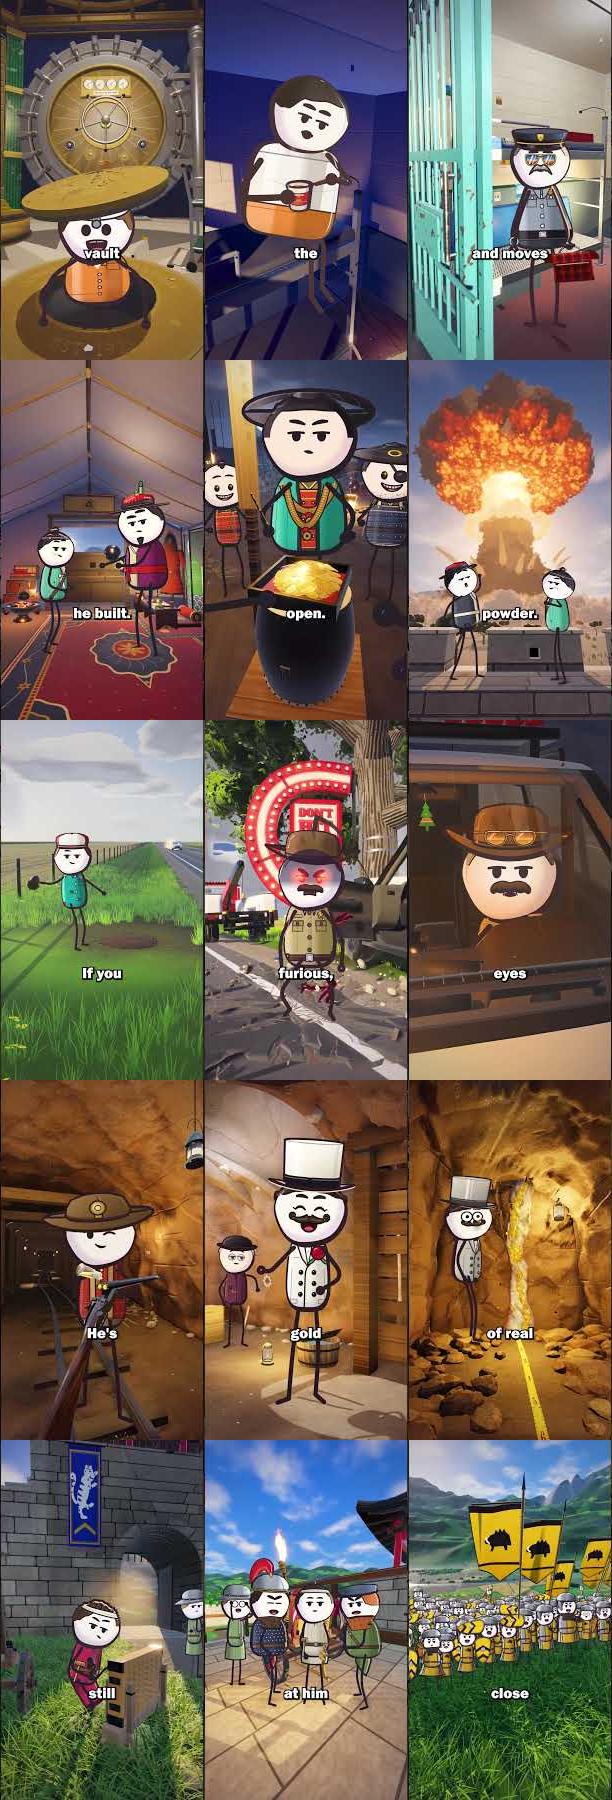 vault
the
and moves
he built.
open.
powder.
If you
DON'T
furious,
eyes
He's
gold
of real
still
at him
close